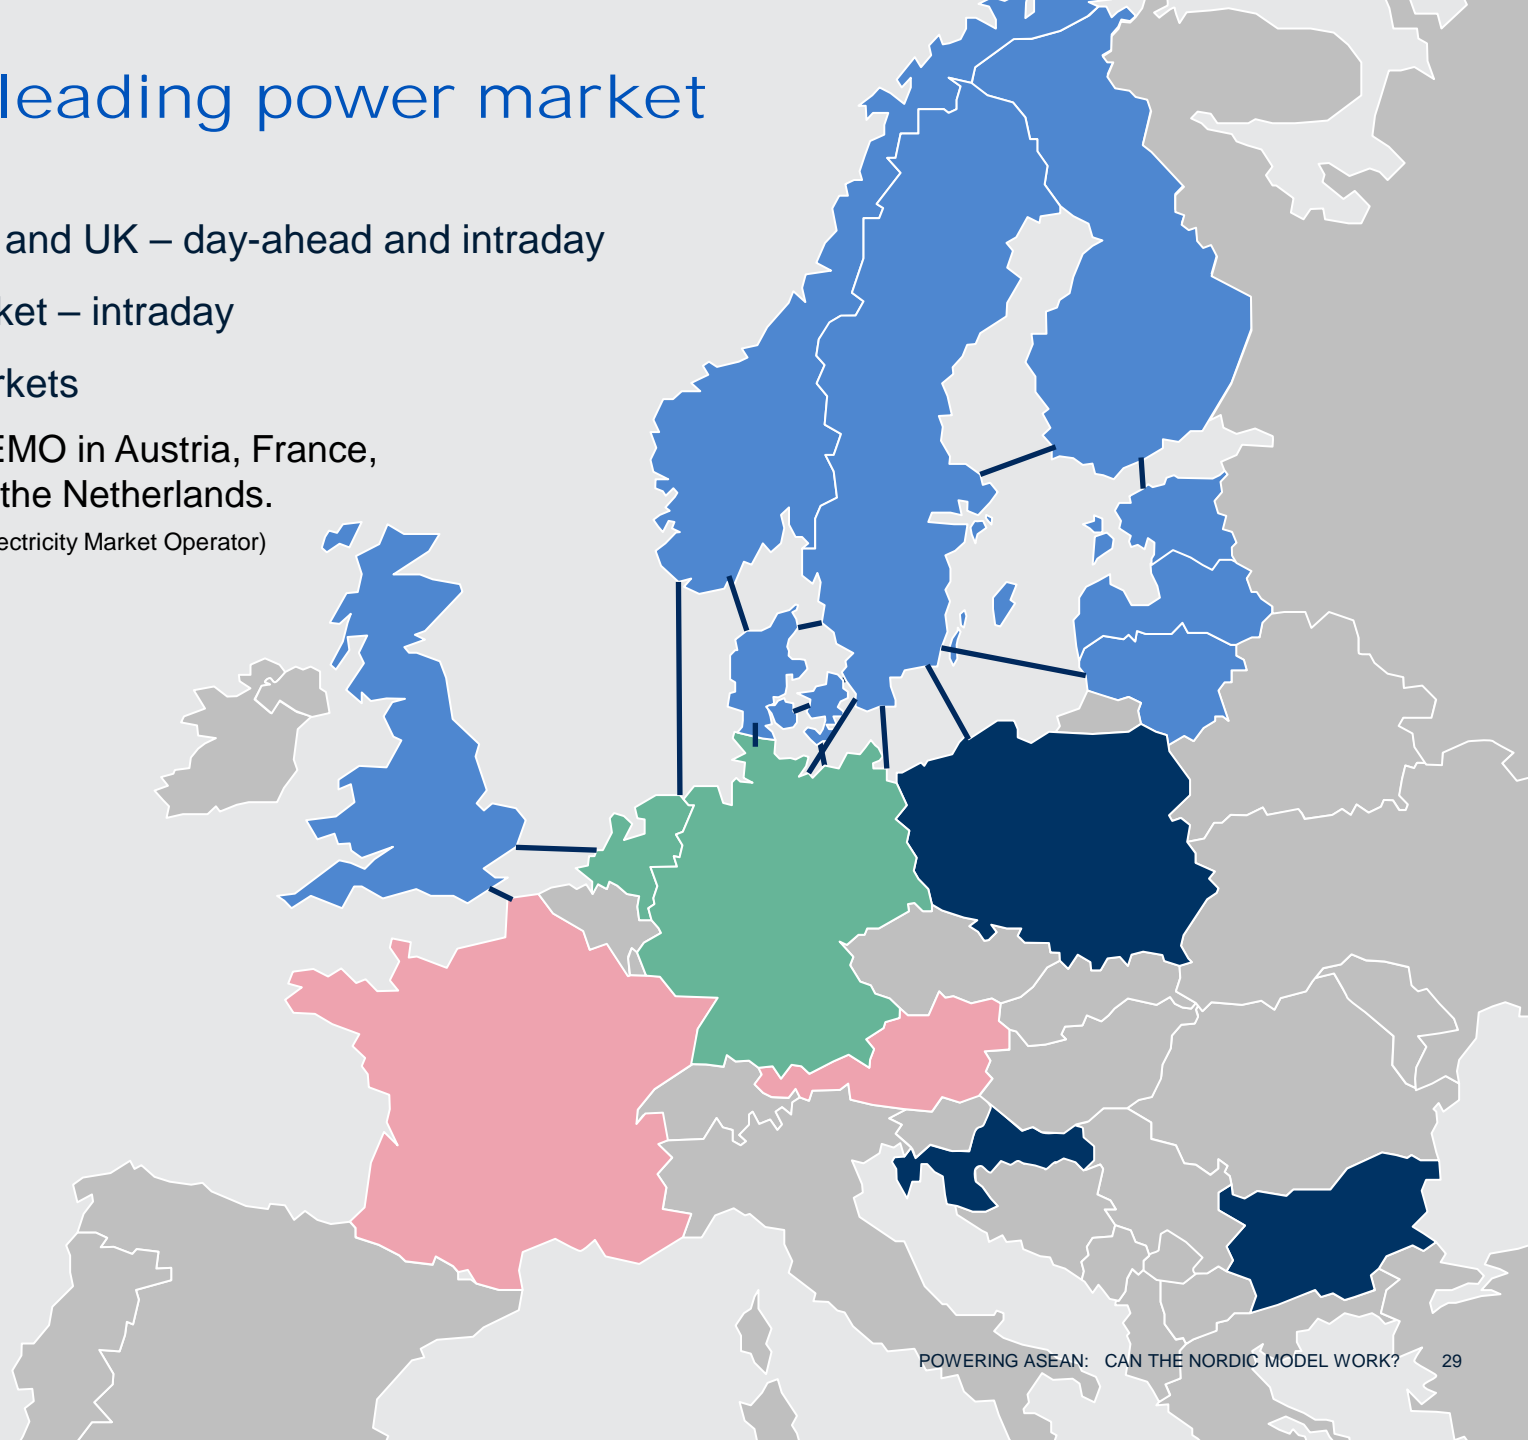 leading power market
and UK – day-ahead and intraday
ket – intraday
rkets
EMO in Austria, France,
the Netherlands.
ectricity Market Operator)
POWERING ASEAN: CAN THE NORDIC MODEL WORK? 29